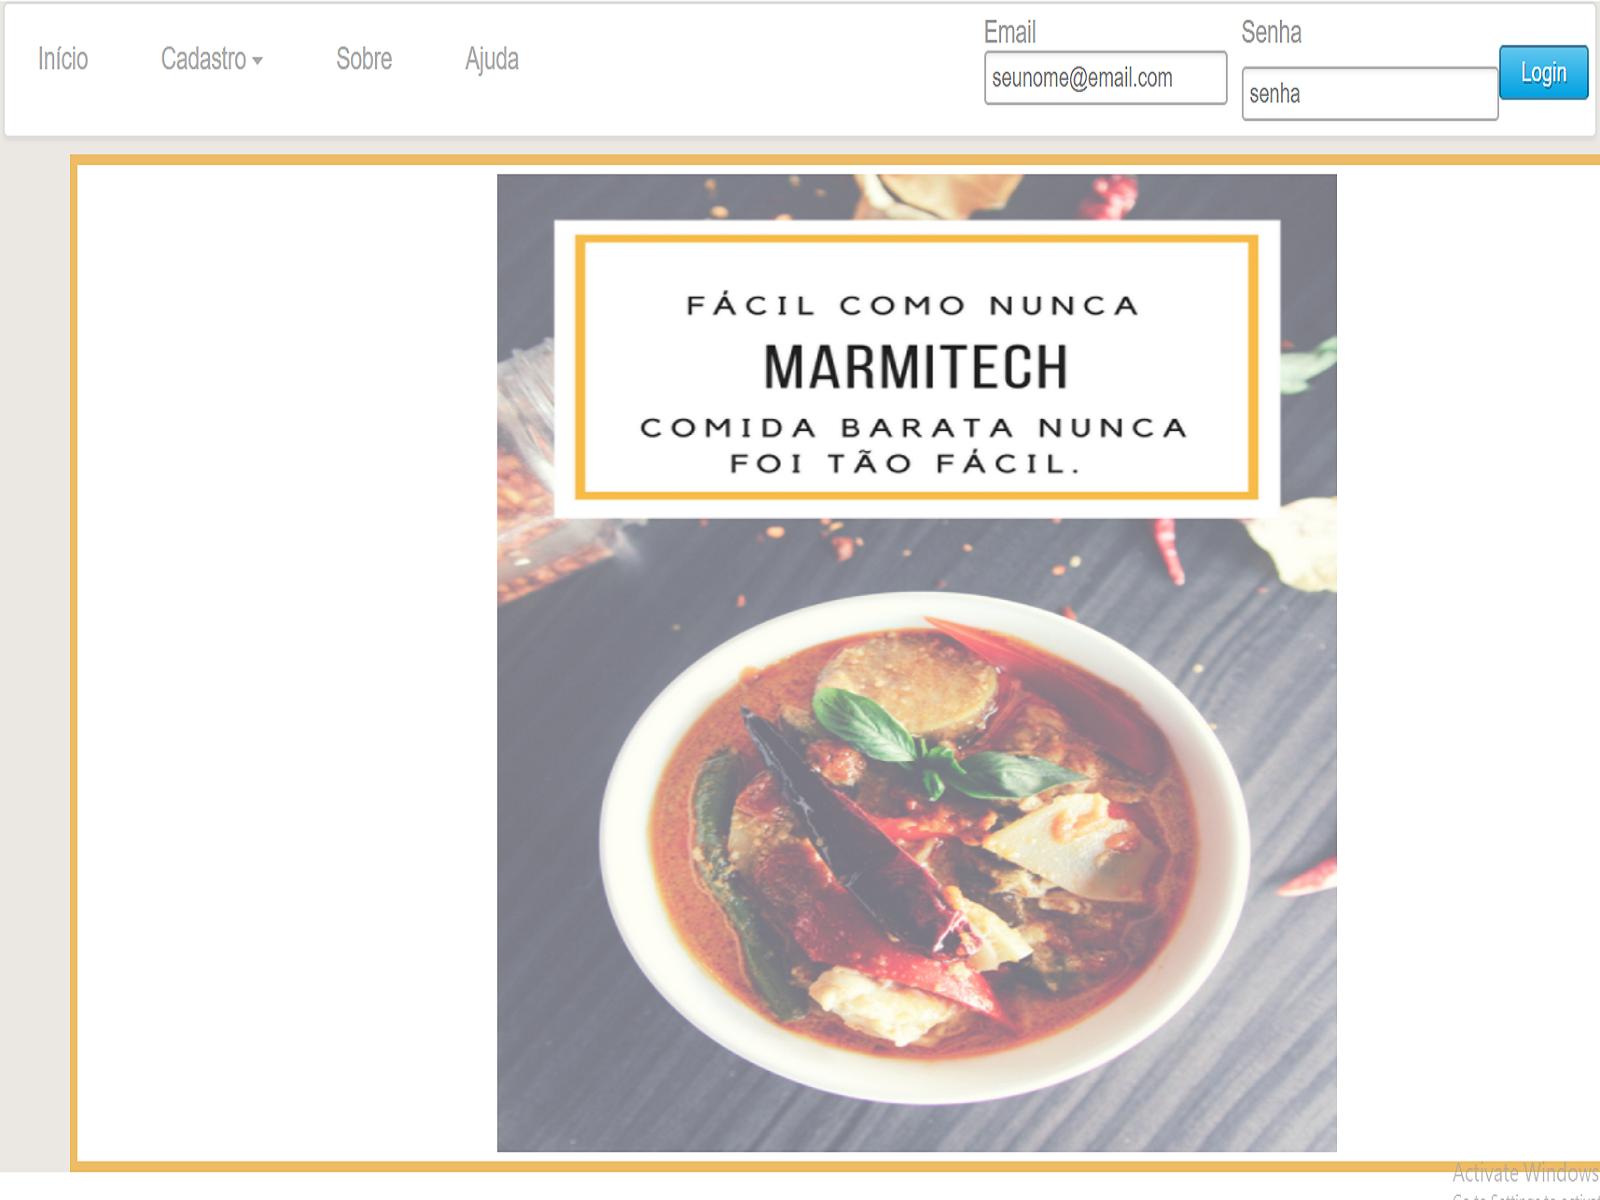 Início Cadastro Sobre Ajuda
Email Senha
seunome@email.com senha Login
FÁCIL COMO NUNCA
MARMITECH
COMIDA BARATA NUNCA
FOI TÃO FÁCIL.
Activate Windows